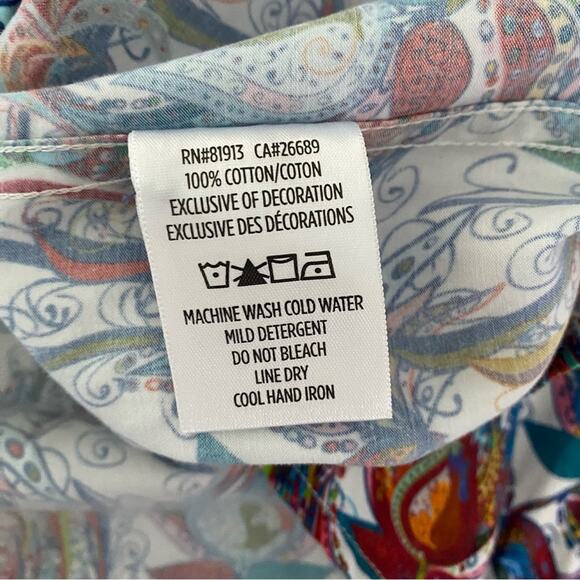 RN#81913 CA#26689
100% COTTON/COTON
EXCLUSIVE OF DECORATION
EXCLUSIVE DES DÉCORATIONS
MACHINE WASH COLD WATER
MILD DETERGENT
DO NOT BLEACH
LINE DRY
COOL HAND IRON